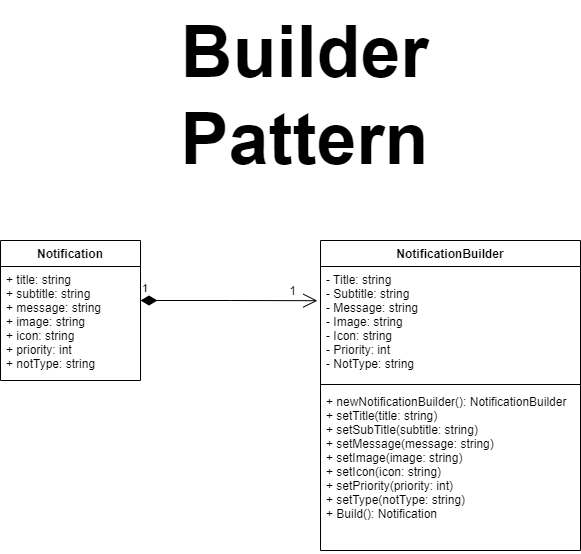 Builder
Pattern
Notification
+ title: string
+ subtitle: string
+ message: string
+ image: string
+ icon: string
+ priority: int
+ notType: string
1
1
NotificationBuilder
- Title: string
- Subtitle: string
- Message: string
- Image: string
- Icon: string
- Priority: int
- NotType: string
+ newNotificationBuilder(): NotificationBuilder
+ setTitle(title: string)
+ setSubTitle(subtitle: string)
+ setMessage(message: string)
+ setImage(image: string)
+ setIcon(icon: string)
+ setPriority(priority: int)
+ setType(notType: string)
+ Build(): Notification